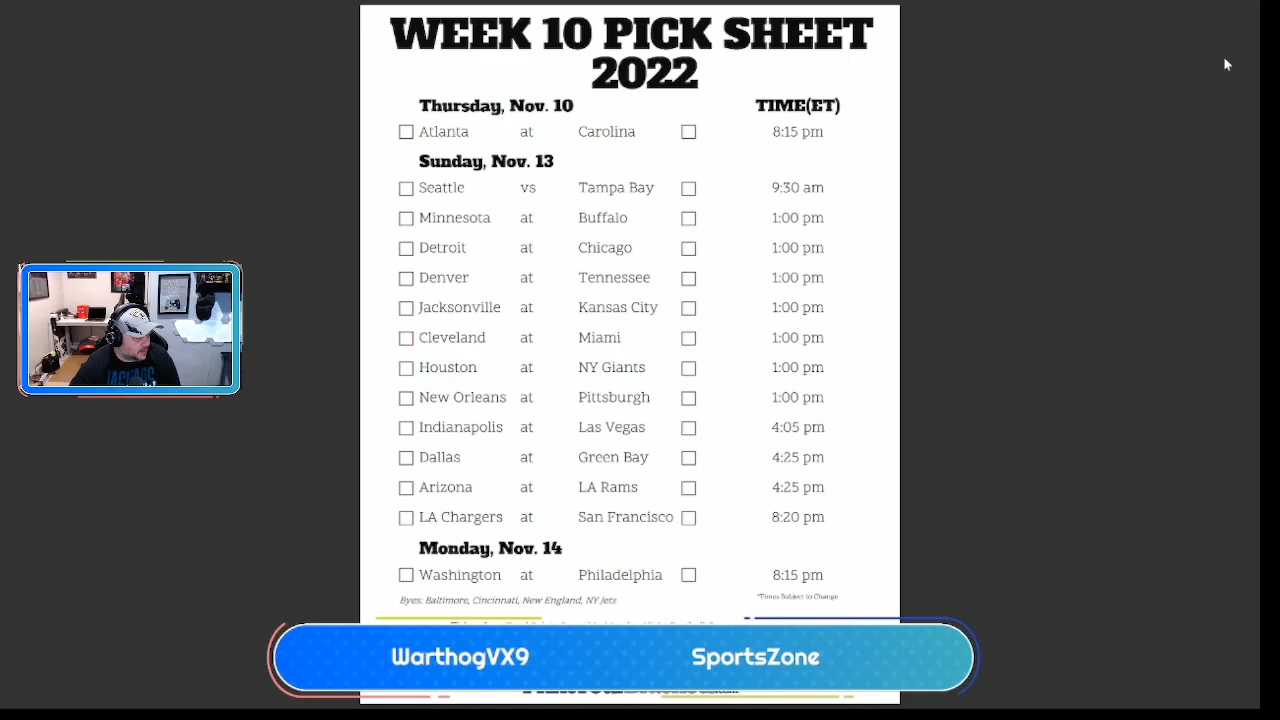 WEEK 10 PICK SHEET
2022
Thursday, Nov. 10 TIME(ET)
Atlanta at Carolina 8:15 pm
Sunday, Nov. 13
Seattle vs Tampa Bay 9:30 am
Minnesota at Buffalo 1:00 pm
Detroit at Chicago 1:00 pm
Denver at Tennessee 1:00 pm
Jacksonville at Kansas City 1:00 pm
Cleveland at Miami 1:00 pm
Houston at NY Giants 1:00 pm
New Orleans at Pittsburgh 1:00 pm
Indianapolis at Las Vegas 4:05 pm
Dallas at Green Bay 4:25 pm
Arizona at LA Rams 4:25 pm
LA Chargers at San Francisco 8:20 pm
Monday, Nov. 14
Washington at Philadelphia 8:15 pm
Byes: Baltimore, Cincinnati, New England, NY Jets *Times Subject to Change
WarthogVX9 SportsZone